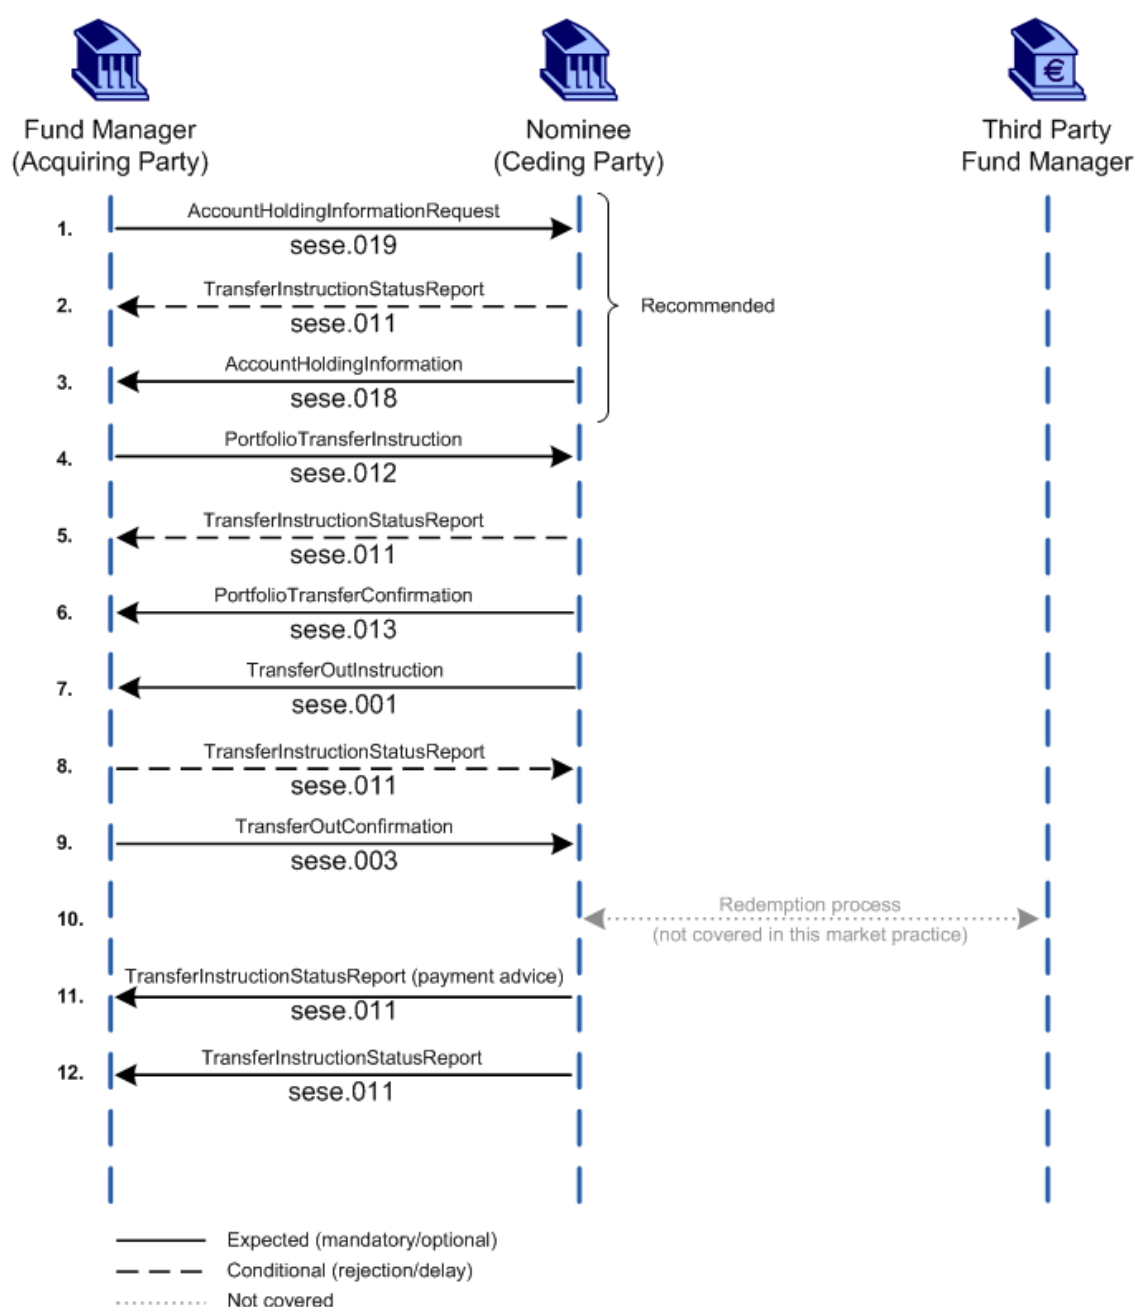 Fund Manager
(Acquiring Party)
Nominee
(Ceding Party)
Third Party
Fund Manager
1.
AccountHoldingInformationRequest
sese.019
2.
TransferInstructionStatusReport
sese.011
Recommended
3.
AccountHoldingInformation
sese.018
4.
PortfolioTransferInstruction
sese.012
5.
TransferInstructionStatusReport
sese.011
6.
PortfolioTransferConfirmation
sese.013
7.
TransferOutInstruction
sese.001
8.
TransferInstructionStatusReport
sese.011
9.
TransferOutConfirmation
sese.003
10.
Redemption process
(not covered in this market practice)
11.
TransferInstructionStatusReport (payment advice)
sese.011
12.
TransferInstructionStatusReport
sese.011
Expected (mandatory/optional)
Conditional (rejection/delay)
Not covered